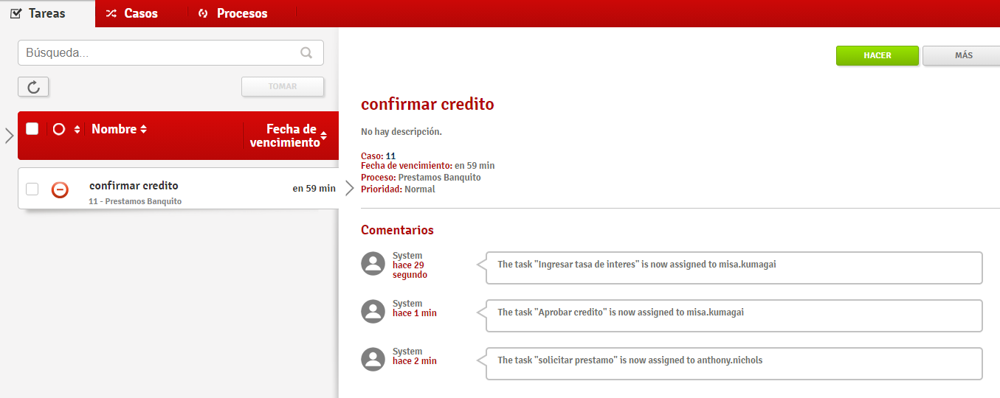 Tareas
Casos
Procesos
Búsqueda...
TOMAR
Nombre
Fecha de
vencimiento
confirmar credito
11 - Prestamos Banquito
en 59 min
HACER
MÁS
confirmar credito
No hay descripción.
Caso: 11
Fecha de vencimiento: en 59 min
Proceso: Prestamos Banquito
Prioridad: Normal
Comentarios
System
hace 29
segundo
The task "Ingresar tasa de interes" is now assigned to misa.kumagai
System
hace 1 min
The task "Aprobar credito" is now assigned to misa.kumagai
System
hace 2 min
The task "solicitar prestamo" is now assigned to anthony.nichols